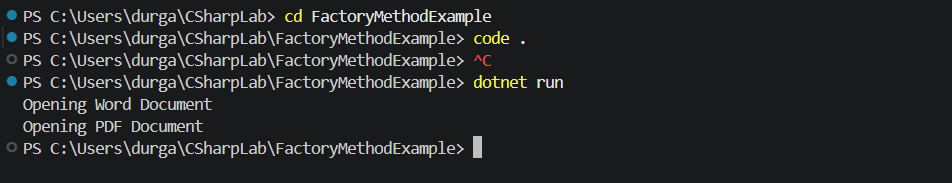 PS C:\Users\durga\CSharpLab> cd FactoryMethodExample
PS C:\Users\durga\CSharpLab\FactoryMethodExample> code .
PS C:\Users\durga\CSharpLab\FactoryMethodExample> ^C
PS C:\Users\durga\CSharpLab\FactoryMethodExample> dotnet run
Opening Word Document
Opening PDF Document
PS C:\Users\durga\CSharpLab\FactoryMethodExample>